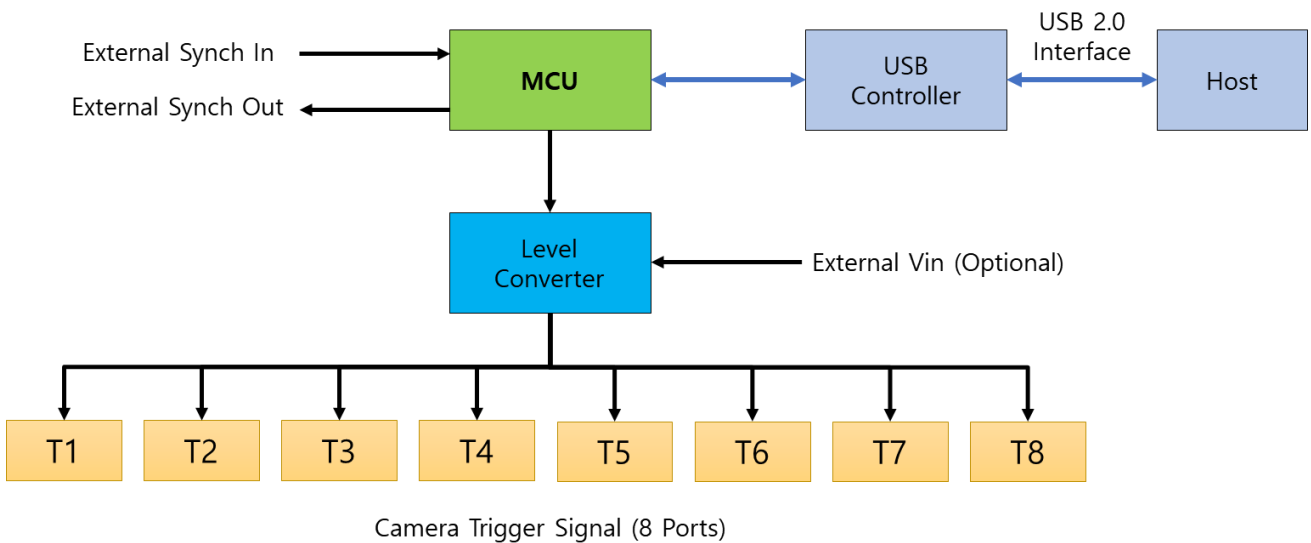 External Synch In
External Synch Out
MCU
USB
Controller
USB 2.0
Interface
Host
Level
Converter
External Vin (Optional)
T1
T2
T3
T4
T5
T6
T7
T8
Camera Trigger Signal (8 Ports)